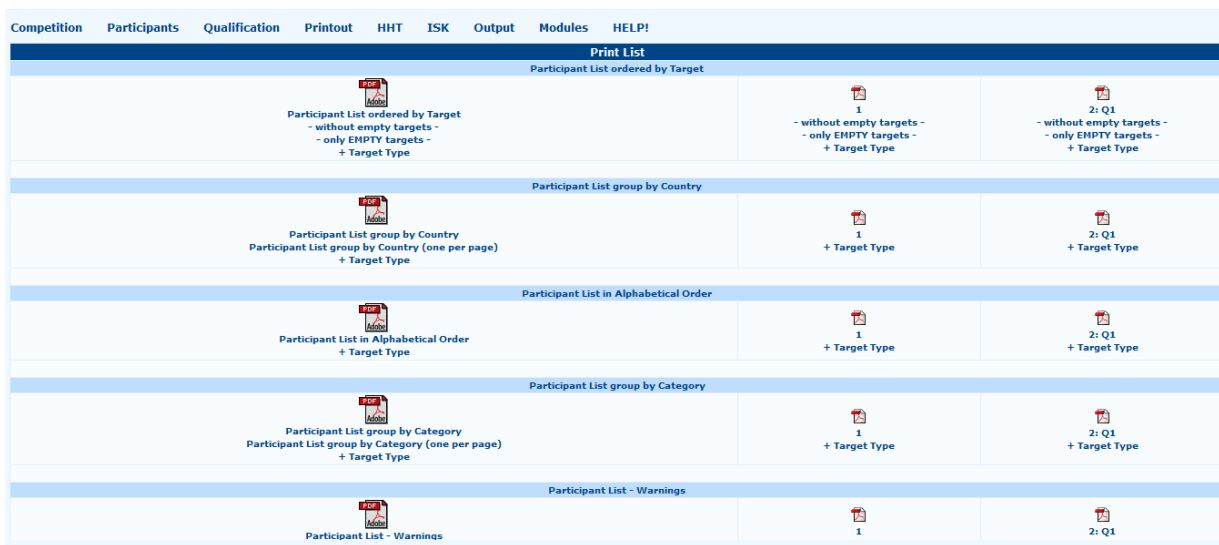 Competition Participants Qualification Printout HHT ISK Output Modules HELP!
Print List
Participant List ordered by Target
PDF
Adobe
Participant List ordered by Target
- without empty targets -
- only EMPTY targets -
+ Target Type
1
- without empty targets -
- only EMPTY targets -
+ Target Type
2: Q1
- without empty targets -
- only EMPTY targets -
+ Target Type
Participant List group by Country
PDF
Adobe
Participant List group by Country
Participant List group by Country (one per page)
+ Target Type
1
+ Target Type
2: Q1
+ Target Type
Participant List in Alphabetical Order
PDF
Adobe
Participant List in Alphabetical Order
+ Target Type
1
+ Target Type
2: Q1
+ Target Type
Participant List group by Category
PDF
Adobe
Participant List group by Category
Participant List group by Category (one per page)
+ Target Type
1
+ Target Type
2: Q1
+ Target Type
Participant List - Warnings
PDF
Adobe
Participant List - Warnings
1
2: Q1